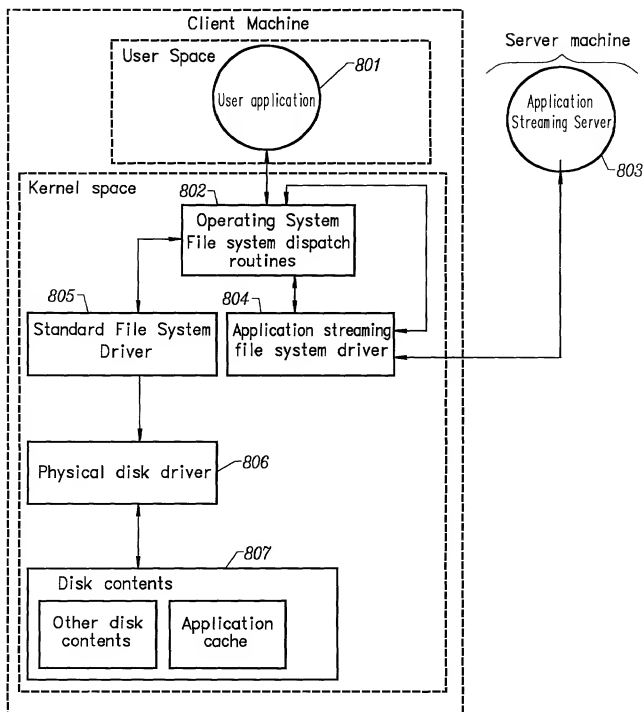 Client Machine
User Space
801
User application
Server machine
Application
Streaming Server
803
Kernel space
802
Operating System
File system dispatch
routines
805
Standard File System
Driver
804
Application streaming
file system driver
Physical disk driver
806
807
Disk contents
Other disk
contents
Application
cache